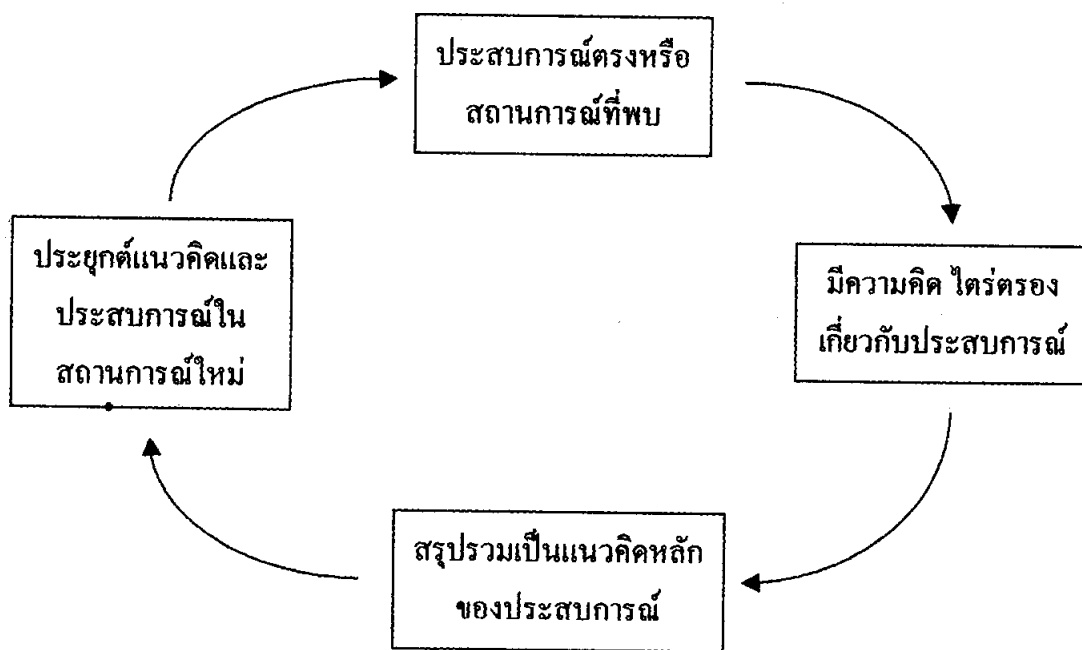 ประสบการณ์ตรงหรือ
สถานการณ์ที่พบ
มีความคิด ไตร่ตรอง
เกี่ยวกับประสบการณ์
สรุปรวมเป็นแนวคิดหลัก
ของประสบการณ์
ประยุกต์แนวคิดและ
ประสบการณ์ใน
สถานการณ์ใหม่